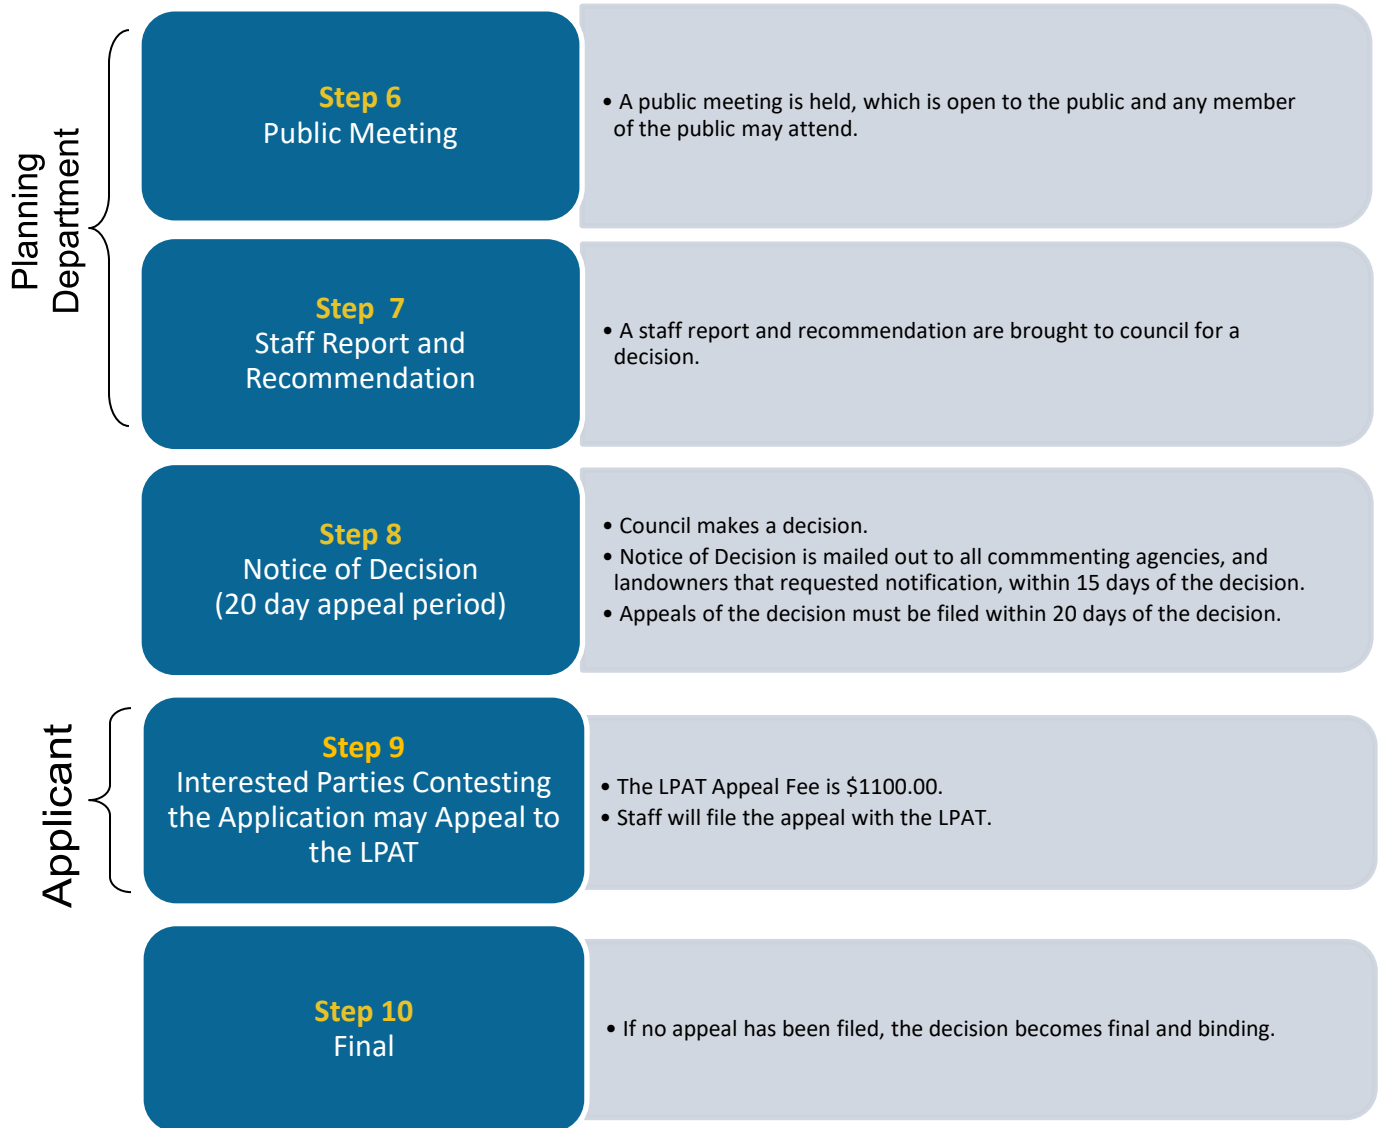 Planning
Department
Step 6
Public Meeting
• A public meeting is held, which is open to the public and any member
of the public may attend.
Step  7
Staff Report and
Recommendation
• A staff report and recommendation are brought to council for a
decision.
Step 8
Notice of Decision
(20 day appeal period)
• Council makes a decision.
• Notice of Decision is mailed out to all commmenting agencies, and
landowners that requested notification, within 15 days of the decision.
• Appeals of the decision must be filed within 20 days of the decision.
Applicant
Step 9
Interested Parties Contesting
the Application may Appeal to
the LPAT
• The LPAT Appeal Fee is $1100.00.
• Staff will file the appeal with the LPAT.
Step 10
Final
• If no appeal has been filed, the decision becomes final and binding.